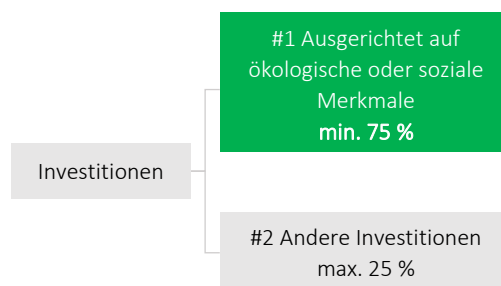 #1 Ausgerichtet auf
ökologische oder soziale
Merkmale
min. 75 %
Investitionen
#2 Andere Investitionen
max. 25 %